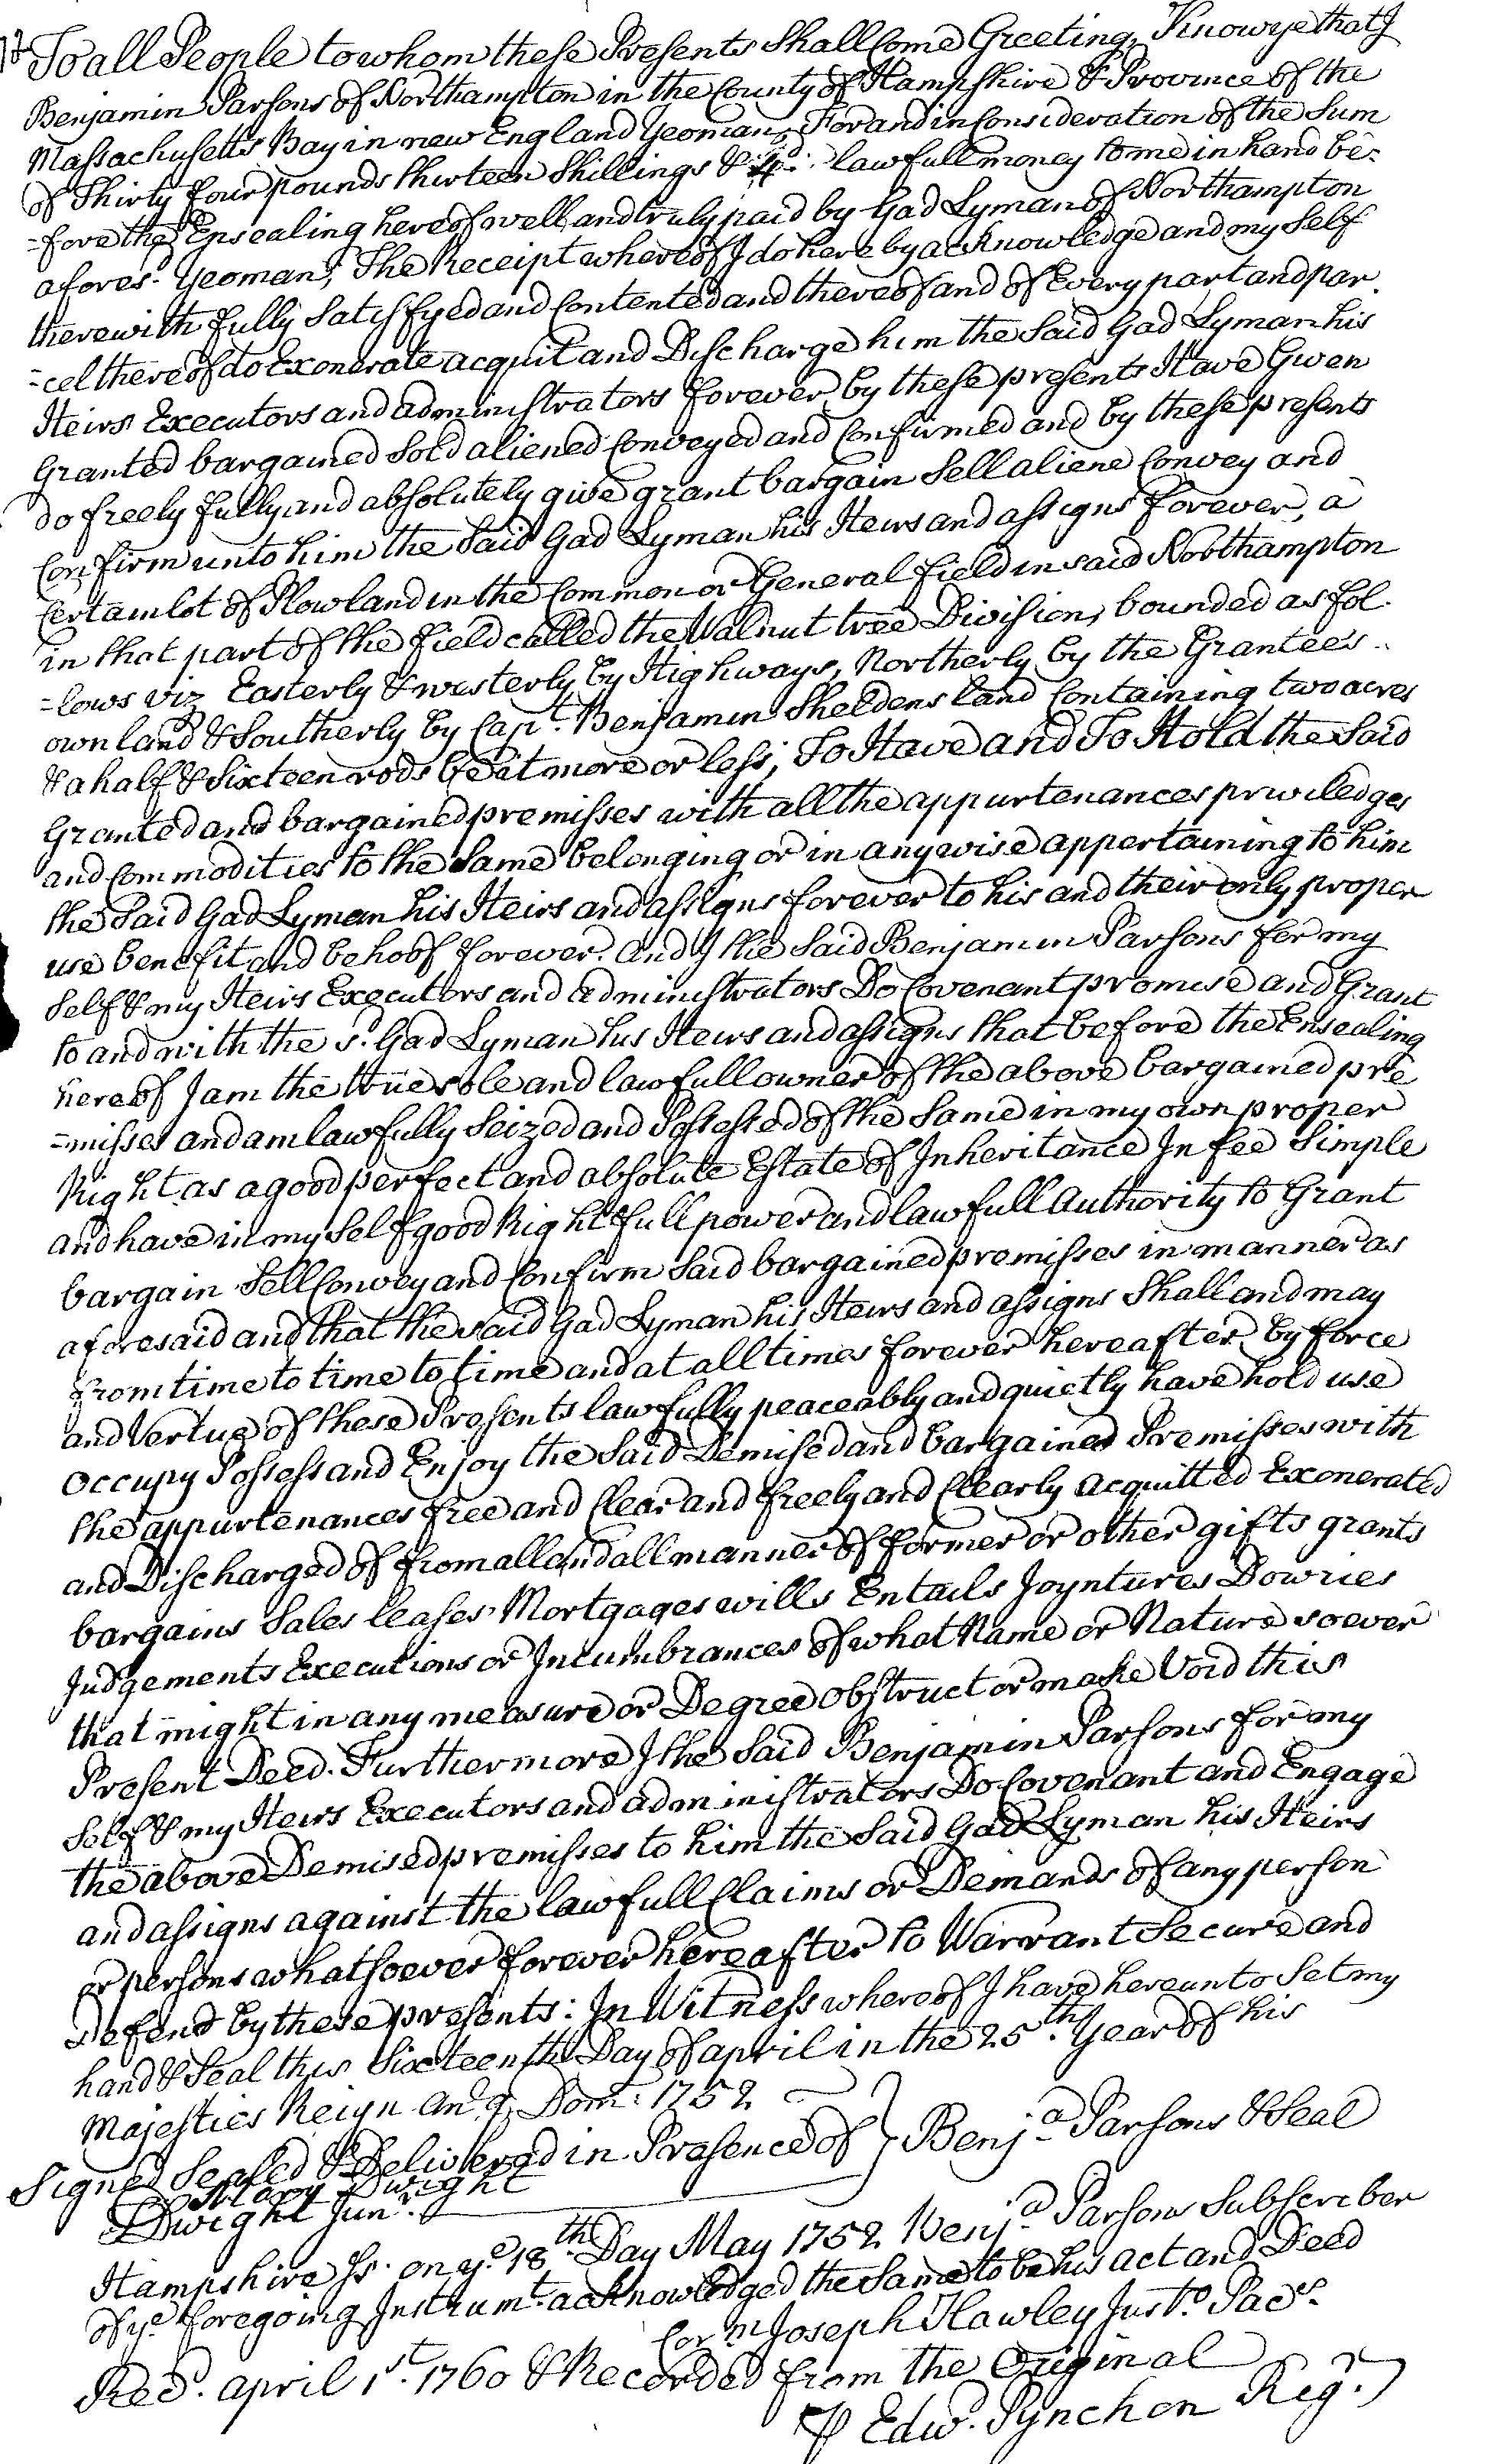 To all People to whom these Presents Shall Come Greeting, Know ye that I
Benjamin Parsons of Northampton in the County of Hampshire & Province of the
Massachusetts Bay in new England Yeoman, For and in Consideration of the Sum
of Thirty four pounds thirteen Shillings & 4d. lawfull money to me in hand be-
=fore the Ensealing hereof well and truly paid by Gad Lyman of Northampton
aforesd. Yeoman, The Receipt whereof I do hereby acknowledge and my Self
therewith fully Satisfyed and Contented and thereof and of Every part and par-
=cel thereof do Exonerate acquit and Discharge him the Said Gad Lyman his
Heirs Executors and administrators forever by these presents Have Given
Granted bargained Sold aliened Conveyed and Confirmed and by these presents
do freely fully and absolutely give grant bargain Sell aliene Convey and
Confirm unto him the Said Gad Lyman his Heirs and assigns forever, a
Certain lot of Plowland in the Common or General field in said Northampton
in that part of the field called the Walnut tree Division, bounded as fol-
=lows viz Easterly & westerly by Highways, Northerly by the Grantees
own land & Southerly by Capt. Benjamin Sheldens land Containing two acres
& a half & Sixteen rods be it more or less, To Have and To Hold the Said
Granted and bargained premisses with all the appurtenances priviledges
and Commodities to the Same belonging or in anywise appertaining to him
the Said Gad Lyman his Heirs and assigns forever to his and their only proper
use benefit and behoof forever. And I the Said Benjamin Parsons for my
Self & my Heirs Executors and administrators Do Covenant promise and Grant
to and with the sd. Gad Lyman his Heirs and assigns that before the Ensealing
hereof I am the true sole and lawfull owner of the above bargained pre
=misses and am lawfully Seized and Possessed of the Same in my own proper
Right as a good perfect and absolute Estate of Inheritance In fee Simple
and have in my Self good Right full power and lawfull Authority to Grant
bargain Sell Convey and Confirm Said bargained premisses in manner as
aforesaid and that the said Gad Lyman his Heirs and assigns Shall and may
from time to time to time and at all times forever hereafter by force
and Vertue of these Presents lawfully peaceably and quietly have hold use
Occupy Possess and Enjoy the Said Demised and bargained Premisses with
the appurtenances free and Clear and freely and Clearly acquitted Exonerated
and Discharged of from all and all manner of former or other gifts grants
bargains Sales leases Mortgages wills Entails Joyntures Dowries
Judgements Executions or Incumbrances of what Name or Nature soever
that might in any measure or Degree obstruct or make Void this
Present Deed. Furthermore I the Said Benjamin Parsons for my
Self & my Heirs Executors and administrators Do Covenant and Engage
the above Demised premisses to him the Said Gad Lyman his Heirs
and assigns against the lawfull Claims or Demands of any person
or persons whatsoever forever hereafter to Warrant Secure and
Defend by these presents: In Witness whereof I have hereunto Set my
hand & Seal this Sixteenth Day of april in the 25th. Year of his
Majesties Reign Dom: 1752
Signed Sealed & Delivered in Presence of } Benja. Parsons & Seal
Mary Dwight
Dwight Junr.
Hampshire Ss. on ye. 18th. Day May 1752 Benja. Parsons Subscriber
of ye. foregoing Instrumt. acknowledged the Same to be his act and Deed
Corm Joseph Hawley Justo. Pacs.
Recd. april 1st. 1760 & Recorded from the Original
P Edwd. Pynchon Regr.